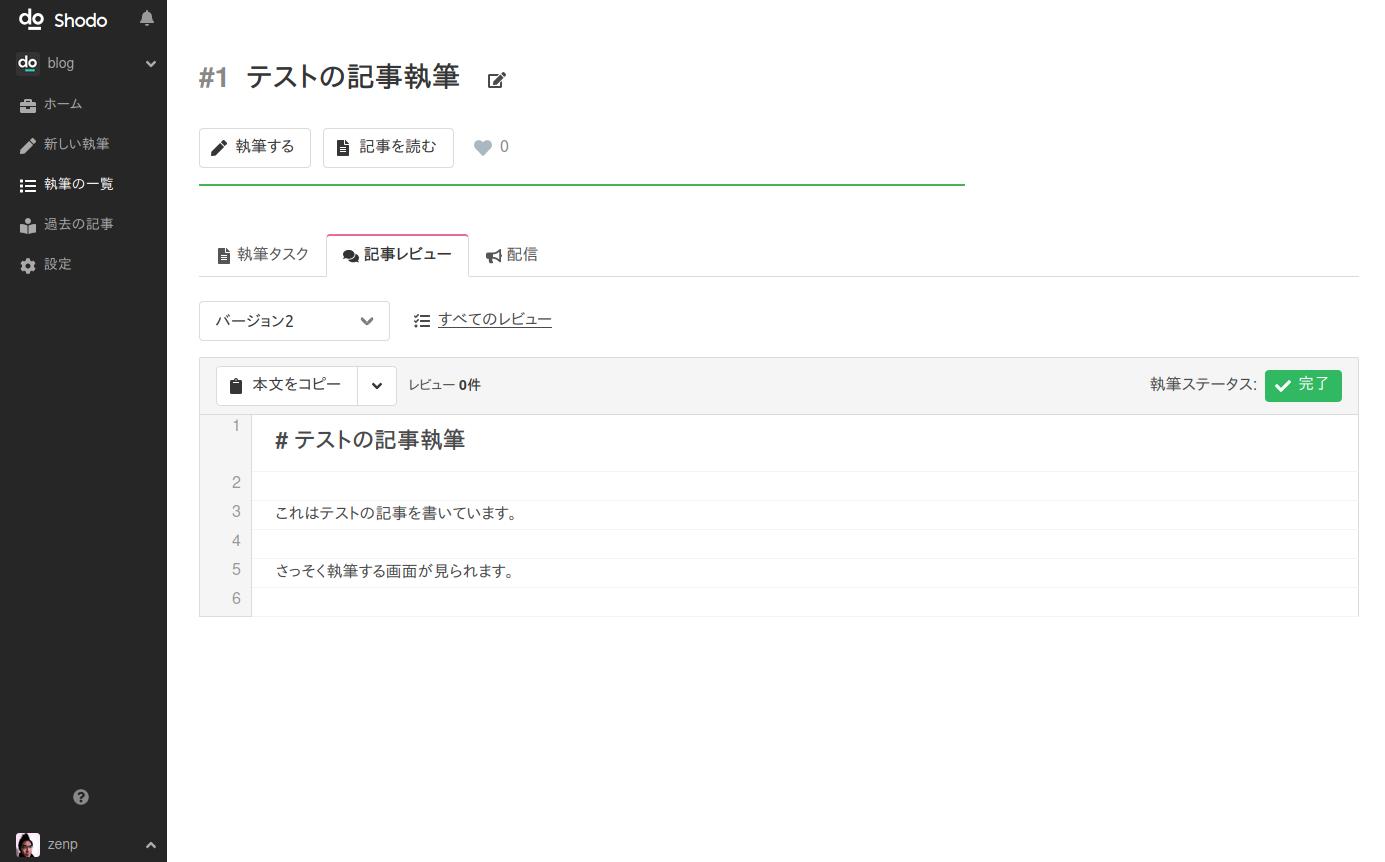 do Shodo
do blog
ホーム
新しい執筆
執筆の一覧
過去の記事
設定
zenp
#1 テストの記事執筆
執筆する 記事を読む 0
執筆タスク 記事レビュー 配信
バージョン2 すべてのレビュー
本文をコピー レビュー 0件 執筆ステータス: 完了
1 # テストの記事執筆
2
3 これはテストの記事を書いています。
4
5 さっそく執筆する画面が見られます。
6